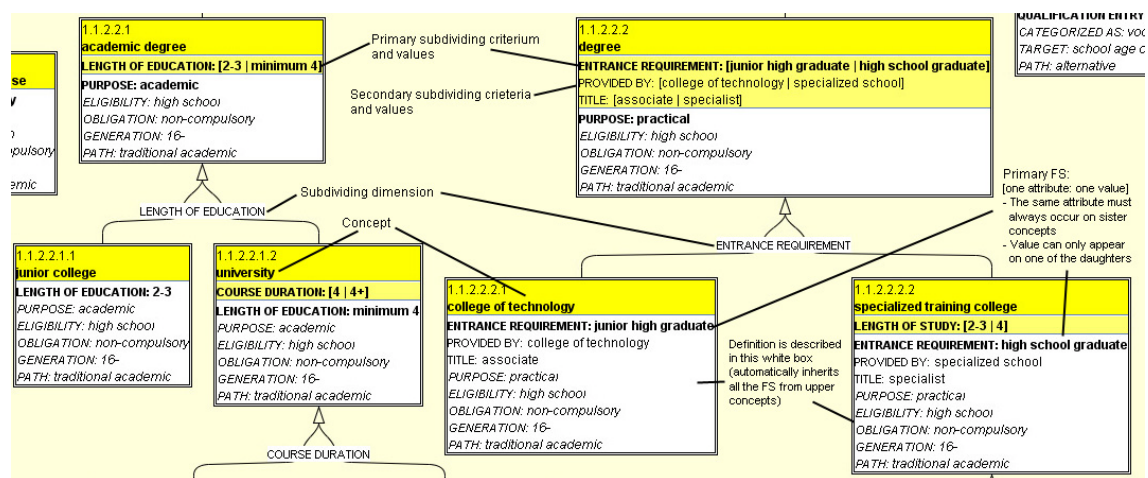 se
y
pulsory
emic
1.1.2.2.1
academic degree
LENGTH OF EDUCATION: [2-3 | minimum 4]
PURPOSE: academic
ELIGIBILITY: high school
OBLIGATION: non-compulsory
GENERATION: 16-
PATH: traditional academic
Primary subdividing criterium
and values
Secondary subdividing crieteria
and values
1.1.2.2.2
degree
ENTRANCE REQUIREMENT: [junior high graduate | high school graduate]
PROVIDED BY: [college of technology | specialized school]
TITLE: [associate | specialist]
PURPOSE: practical
ELIGIBILITY: high school
OBLIGATION: non-compulsory
GENERATION: 16-
PATH: traditional academic
QUALIFICATION ENTRY
CATEGORIZED AS: voc
TARGET: school age c
PATH: alternative
LENGTH OF EDUCATION
Subdividing dimension
Concept
ENTRANCE REQUIREMENT
Primary FS:
[one attribute: one value]
- The same attribute must
always occur on sister
concepts
- Value can only appear
on one of the daughters
1.1.2.2.1.1
junior college
LENGTH OF EDUCATION: 2-3
PURPOSE: academic
ELIGIBILITY: high school
OBLIGATION: non-compulsory
GENERATION: 16-
PATH: traditional academic
1.1.2.2.1.2
university
COURSE DURATION: [4 | 4+]
LENGTH OF EDUCATION: minimum 4
PURPOSE: academic
ELIGIBILITY: high school
OBLIGATION: non-compulsory
GENERATION: 16-
PATH: traditional academic
COURSE DURATION
1.1.2.2.2.1
college of technology
ENTRANCE REQUIREMENT: junior high graduate
PROVIDED BY: college of technology
TITLE: associate
PURPOSE: practical
ELIGIBILITY: high school
OBLIGATION: non-compulsory
GENERATION: 16-
PATH: traditional academic
Definition is described
in this white box
(automatically inherits
all the FS from upper
concepts)
1.1.2.2.2.2
specialized training college
LENGTH OF STUDY: [2-3 | 4]
ENTRANCE REQUIREMENT: high school graduate
PROVIDED BY: specialized school
TITLE: specialist
PURPOSE: practical
ELIGIBILITY: high school
OBLIGATION: non-compulsory
GENERATION: 16-
PATH: traditional academic